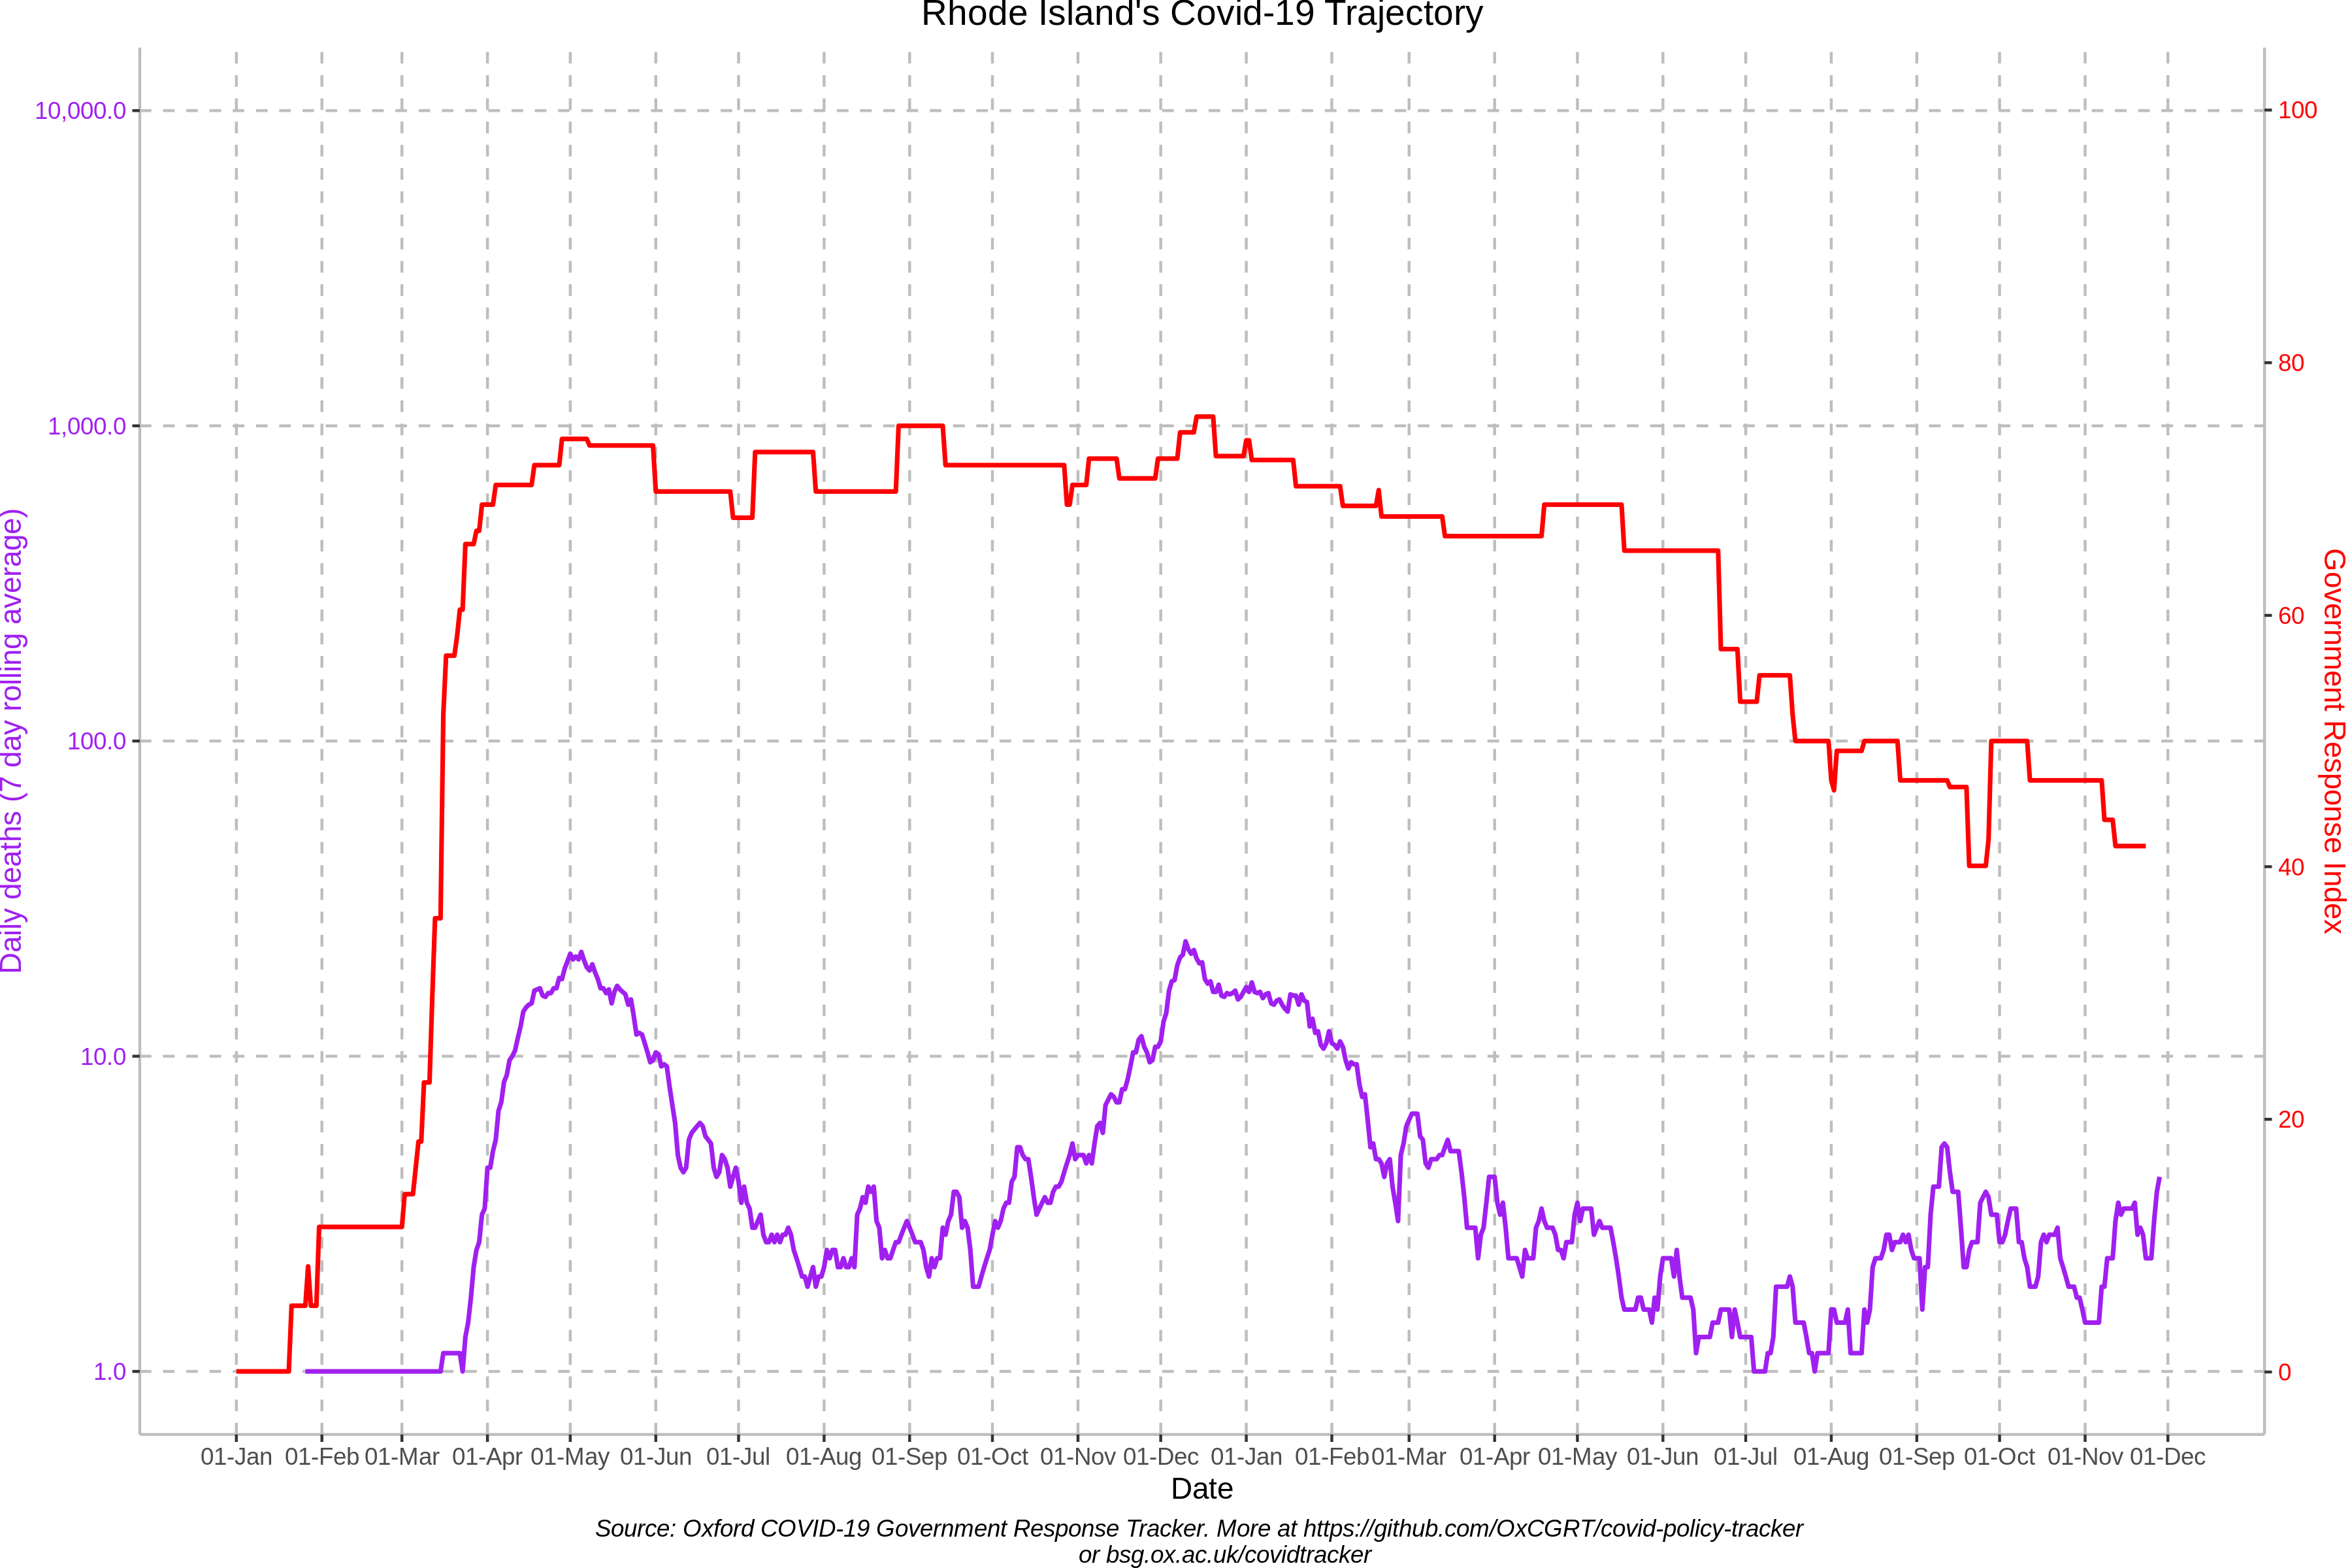 Rhode Island's Covid-19 Trajectory
10,000.0
1,000.0
100.0
10.0
1.0
Daily deaths (7 day rolling average)
100
80
60
40
20
0
Government Response Index
01-Jan 01-Feb 01-Mar 01-Apr 01-May 01-Jun 01-Jul 01-Aug 01-Sep 01-Oct 01-Nov 01-Dec 01-Jan 01-Feb 01-Mar 01-Apr 01-May 01-Jun 01-Jul 01-Aug 01-Sep 01-Oct 01-Nov 01-Dec
Date
Source: Oxford COVID-19 Government Response Tracker. More at https://github.com/OxCGRT/covid-policy-tracker
or bsg.ox.ac.uk/covidtracker